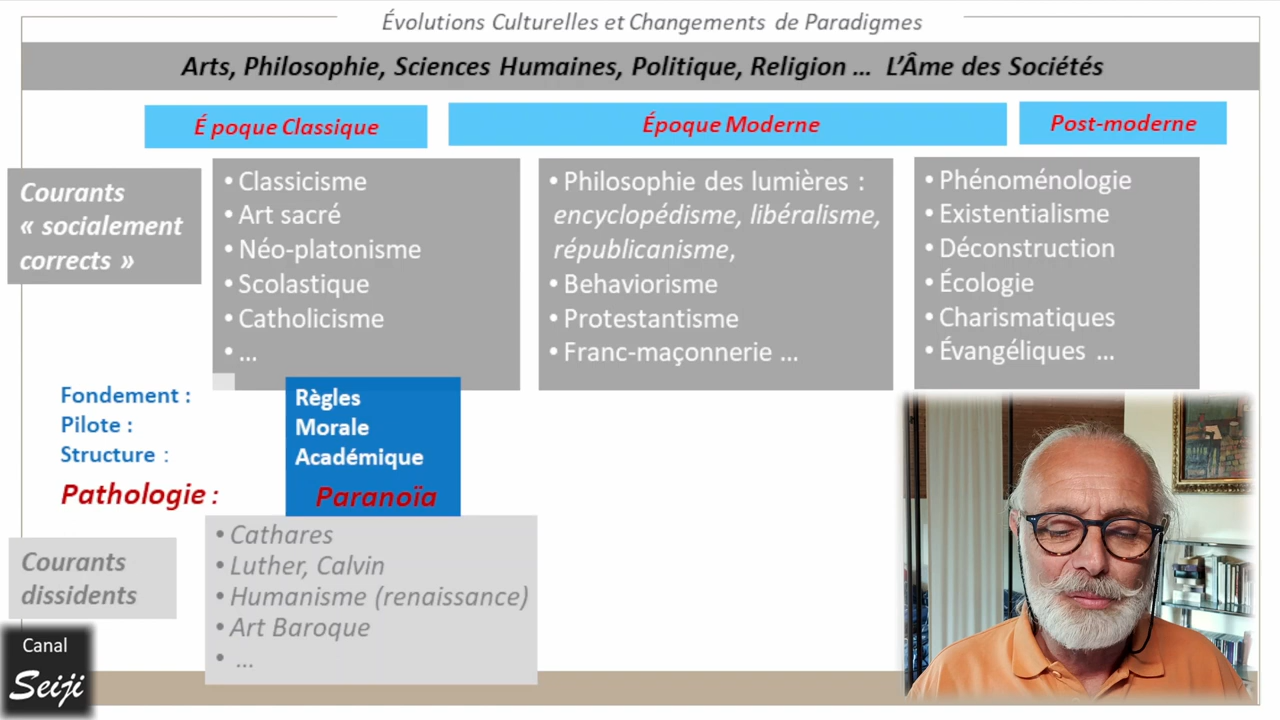 Évolutions Culturelles et Changements de Paradigmes
Arts, Philosophie, Sciences Humaines, Politique, Religion … L’Âme des Sociétés
É poque Classique
Époque Moderne
Post-moderne
Courants
« socialement
corrects »
• Classicisme
• Art sacré
• Néo-platonisme
• Scolastique
• Catholicisme
• …
• Philosophie des lumières :
encyclopédisme, libéralisme,
républicanisme,
• Behaviorisme
• Protestantisme
• Franc-maçonnerie …
• Phénoménologie
• Existentialisme
• Déconstruction
• Écologie
• Charismatiques
• Évangéliques …
Fondement :
Pilote :
Structure :
Pathologie :
Règles
Morale
Académique
Paranoïa
Courants
dissidents
• Cathares
• Luther, Calvin
• Humanisme (renaissance)
• Art Baroque
• …
Canal
Seiji